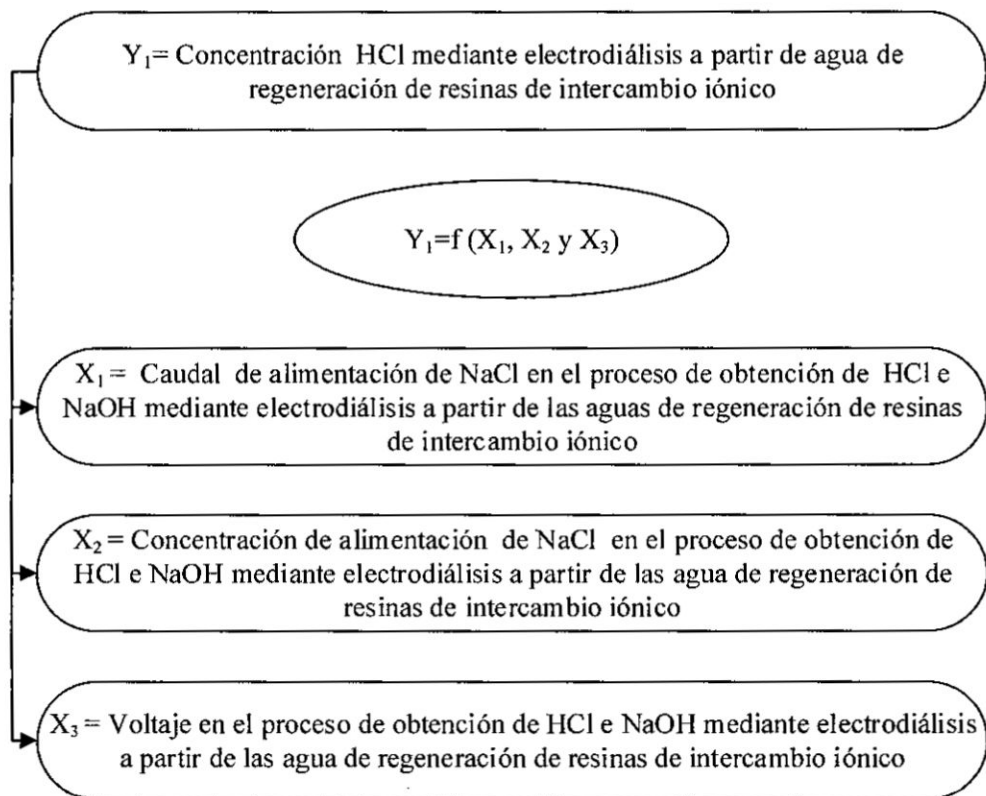 Y₁= Concentración HCl mediante electrodiálisis a partir de agua de
regeneración de resinas de intercambio iónico
Y₁=f (X₁, X₂ y X₃)
X₁ = Caudal de alimentación de NaCl en el proceso de obtención de HCl e
NaOH mediante electrodiálisis a partir de las aguas de regeneración de resinas
de intercambio iónico
X₂ = Concentración de alimentación de NaCl en el proceso de obtención de
HCl e NaOH mediante electrodiálisis a partir de las agua de regeneración de
resinas de intercambio iónico
X₃ = Voltaje en el proceso de obtención de HCl e NaOH mediante electrodiálisis
a partir de las agua de regeneración de resinas de intercambio iónico